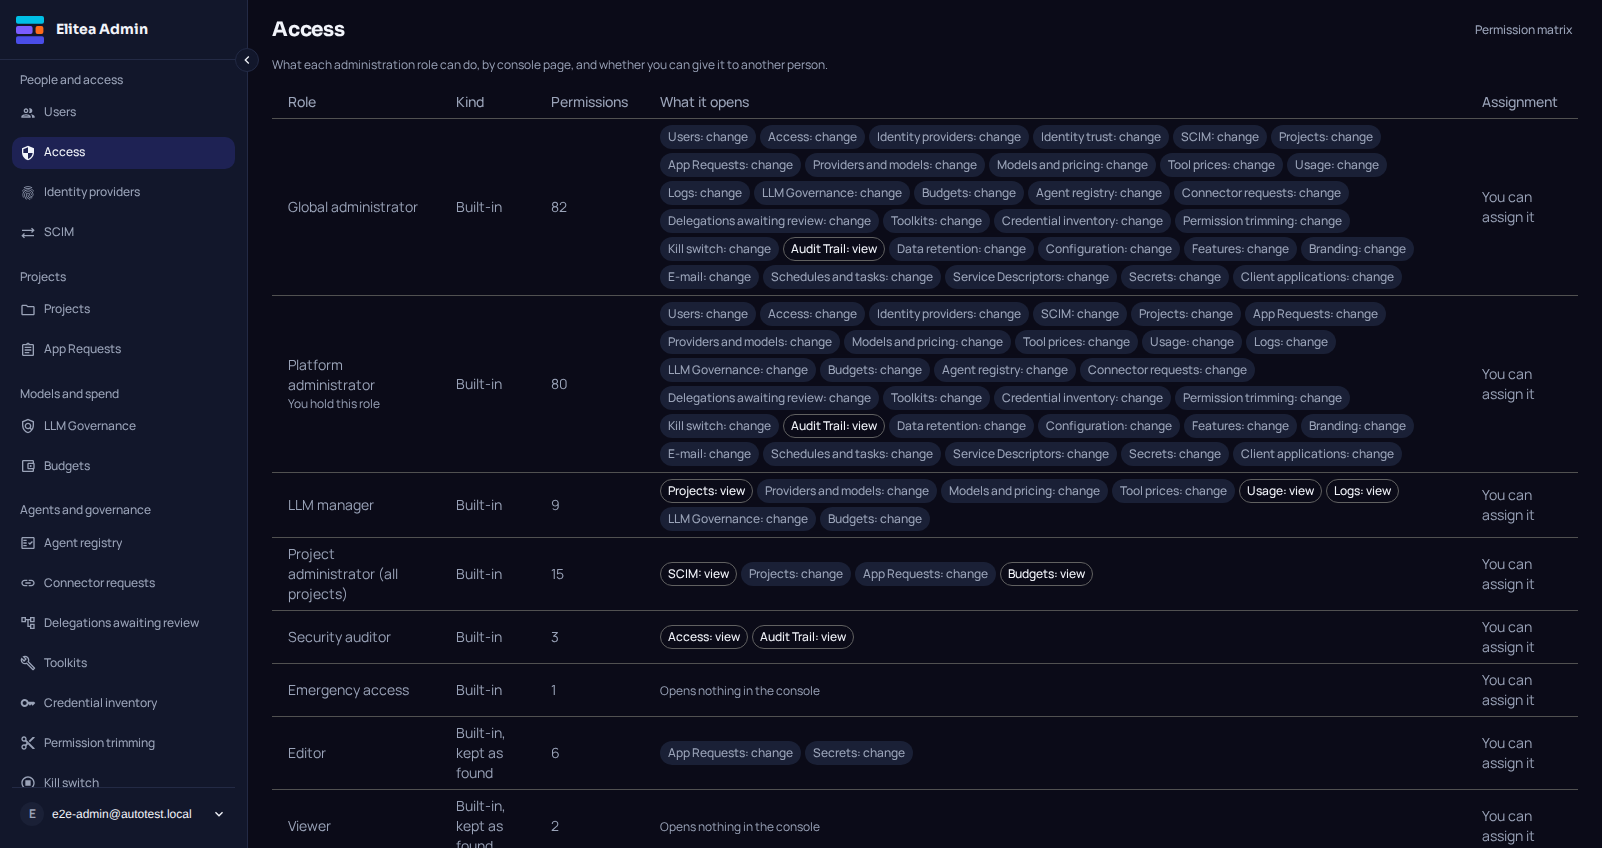 Elitea Admin
People and access
Users
Access
Identity providers
SCIM
Projects
Projects
App Requests
Models and spend
LLM Governance
Budgets
Agents and governance
Agent registry
Connector requests
Delegations awaiting review
Toolkits
Credential inventory
Permission trimming
Kill switch
E e2e-admin@autotest.local
Access
Permission matrix
What each administration role can do, by console page, and whether you can give it to another person.
Role Kind Permissions What it opens Assignment
Global administrator Built-in 82
Users: change Access: change Identity providers: change Identity trust: change SCIM: change Projects: change
App Requests: change Providers and models: change Models and pricing: change Tool prices: change Usage: change
Logs: change LLM Governance: change Budgets: change Agent registry: change Connector requests: change
Delegations awaiting review: change Toolkits: change Credential inventory: change Permission trimming: change
Kill switch: change Audit Trail: view Data retention: change Configuration: change Features: change Branding: change
E-mail: change Schedules and tasks: change Service Descriptors: change Secrets: change Client applications: change
You can
assign it
Platform
administrator
You hold this role
Built-in 80
Users: change Access: change Identity providers: change SCIM: change Projects: change App Requests: change
Providers and models: change Models and pricing: change Tool prices: change Usage: change Logs: change
LLM Governance: change Budgets: change Agent registry: change Connector requests: change
Delegations awaiting review: change Toolkits: change Credential inventory: change Permission trimming: change
Kill switch: change Audit Trail: view Data retention: change Configuration: change Features: change Branding: change
E-mail: change Schedules and tasks: change Service Descriptors: change Secrets: change Client applications: change
You can
assign it
LLM manager Built-in 9
Projects: view Providers and models: change Models and pricing: change Tool prices: change Usage: view Logs: view
LLM Governance: change Budgets: change
You can
assign it
Project
administrator (all
projects)
Built-in 15
SCIM: view Projects: change App Requests: change Budgets: view
You can
assign it
Security auditor Built-in 3
Access: view Audit Trail: view
You can
assign it
Emergency access Built-in 1
Opens nothing in the console
You can
assign it
Editor
Built-in,
kept as
found
6
App Requests: change Secrets: change
You can
assign it
Viewer
Built-in,
kept as
found
2
Opens nothing in the console
You can
assign it